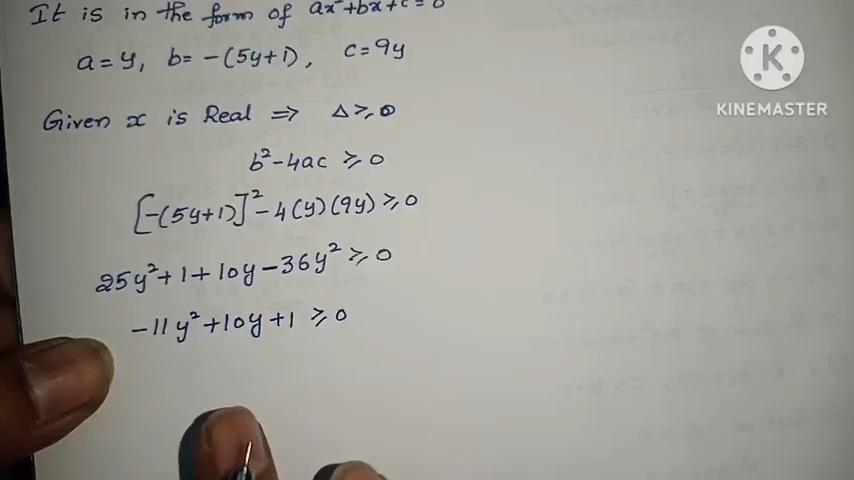 It is in the form of ax²+bx+c=0
a=y, b= -(5y+1), c=9y
Given x is Real ⇒ Δ≥0
b²-4ac ≥0
[-(5y+1)]²-4(y)(9y)≥0
25y²+1+10y-36y²≥0
-11y²+10y+1≥0
KINEMASTER